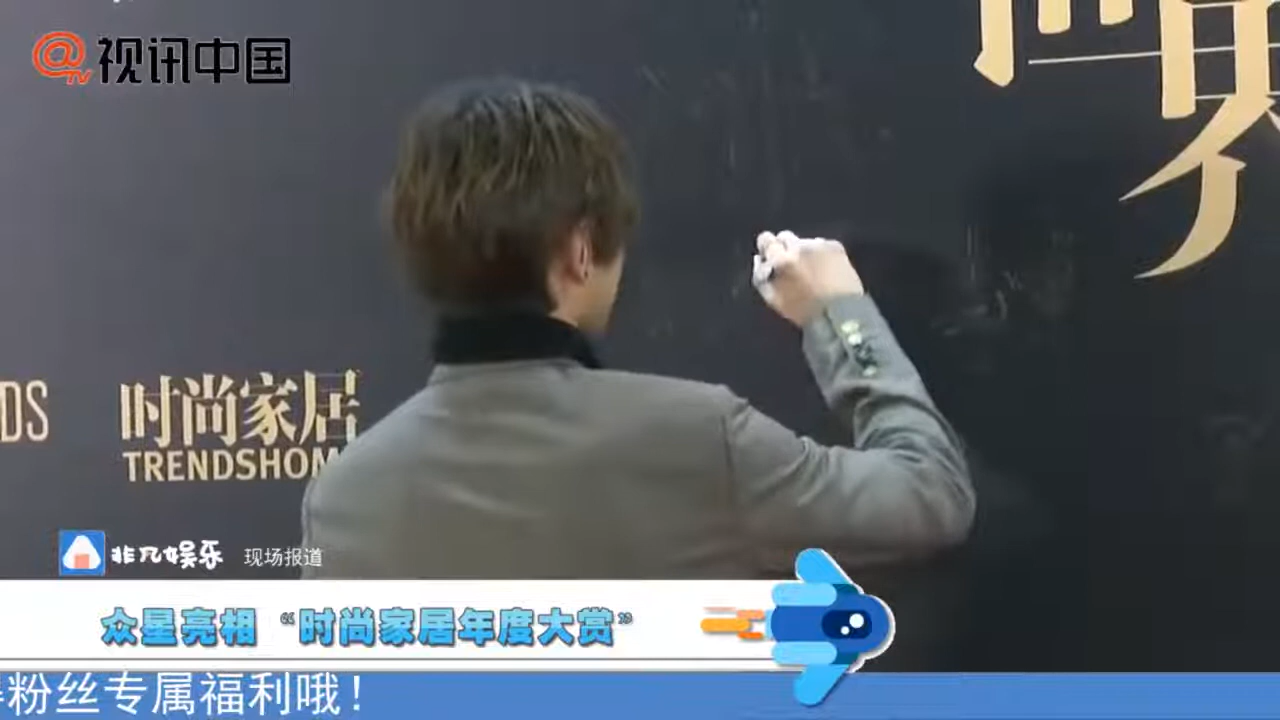 @TV 视讯中国
DS
时尚家居
TRENDSHOM
非凡娱乐 现场报道
众星亮相 “时尚家居年度大赏”
粉丝专属福利哦!